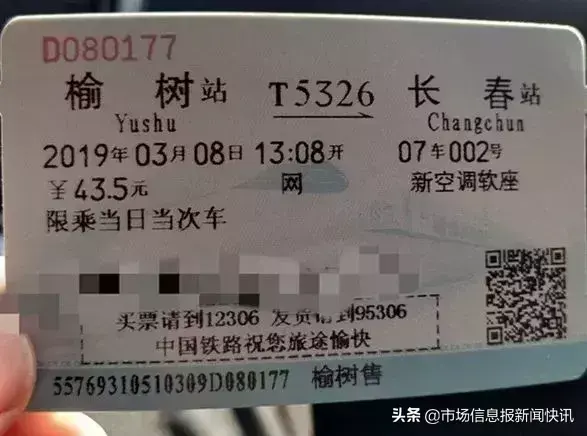 D080177
榆 树站 T5326 长 春站
Yushu Changchun
2019年03月08日13:08开 07车002号
￥43.5元 网 新空调软座
限乘当日当次车
买票请到12306 发货请到95306
中国铁路祝您旅途愉快
55769310510309D080177 榆树售
头条 @市场信息报新闻快讯